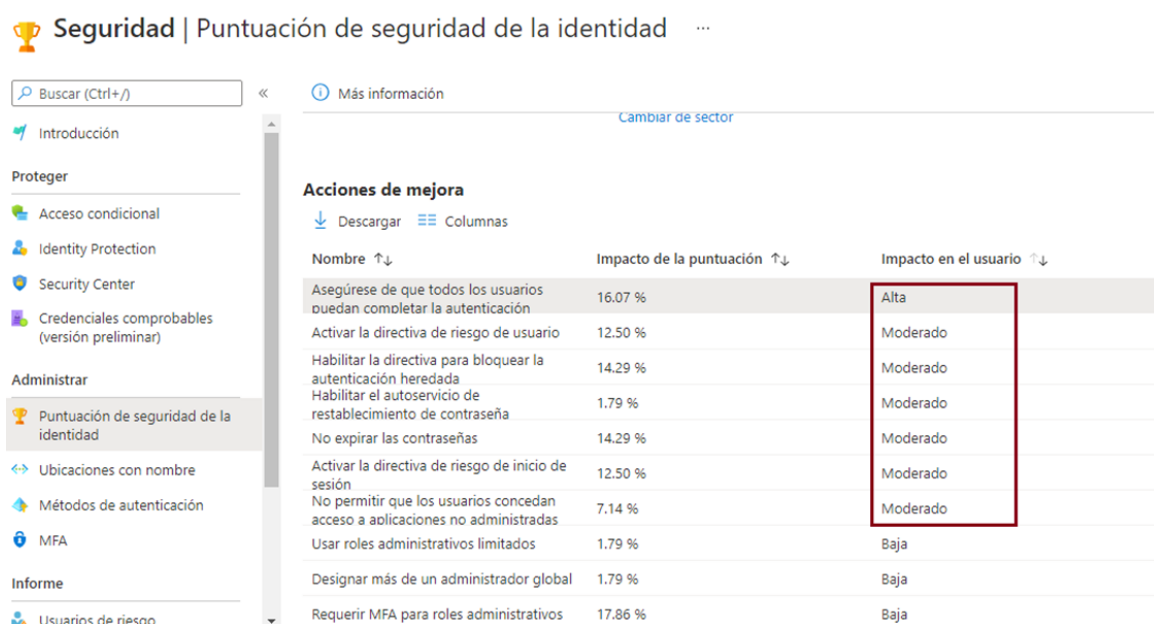 Seguridad | Puntuación de seguridad de la identidad ...
Buscar (Ctrl+/)
«
Introducción
Proteger
Acceso condicional
Identity Protection
Security Center
Credenciales comprobables
(versión preliminar)
Administrar
Puntuación de seguridad de la
identidad
Ubicaciones con nombre
Métodos de autenticación
MFA
Informe
Usuarios de riesgo
Más información
Cambiar de sector
Acciones de mejora
Descargar Columnas
Nombre ↑↓ Impacto de la puntuación ↑↓ Impacto en el usuario ↑↓
Asegúrese de que todos los usuarios
puedan completar la autenticación
16.07 % Alta
Activar la directiva de riesgo de usuario 12.50 % Moderado
Habilitar la directiva para bloquear la
autenticación heredada
14.29 % Moderado
Habilitar el autoservicio de
restablecimiento de contraseña
1.79 % Moderado
No expirar las contraseñas 14.29 % Moderado
Activar la directiva de riesgo de inicio de
sesión
12.50 % Moderado
No permitir que los usuarios concedan
acceso a aplicaciones no administradas
7.14 % Moderado
Usar roles administrativos limitados 1.79 % Baja
Designar más de un administrador global 1.79 % Baja
Requerir MFA para roles administrativos 17.86 % Baja